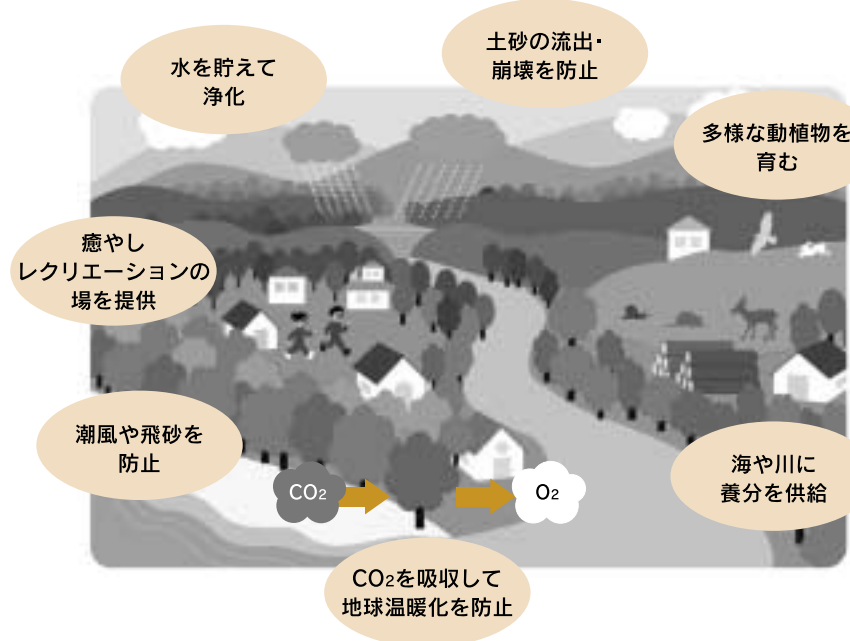 水を貯えて
浄化
土砂の流出・
崩壊を防止
多様な動植物を
育む
癒やし
レクリエーションの
場を提供
潮風や飛砂を
防止
海や川に
養分を供給
CO2
O2
CO2を吸収して
地球温暖化を防止